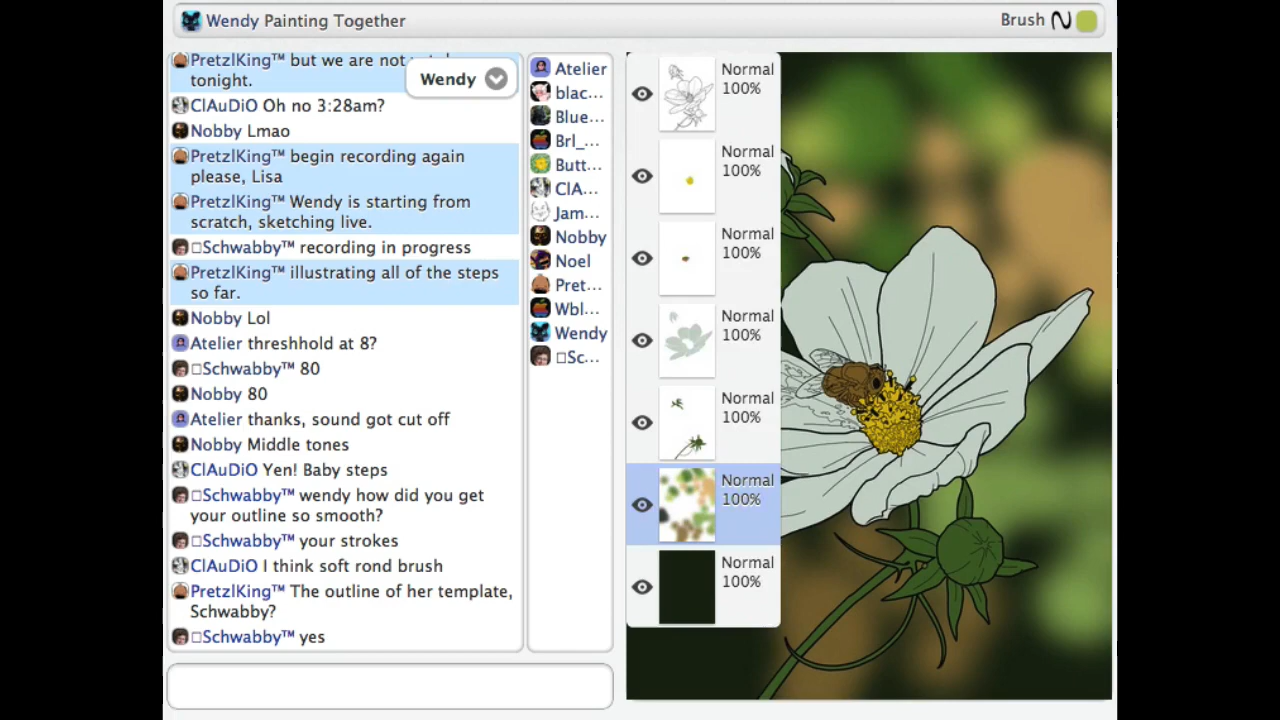 Wendy Painting Together
Brush
PretzlKing™ but we are not
tonight.
Wendy
ClAuDiO Oh no 3:28am?
Nobby Lmao
PretzlKing™ begin recording again
please, Lisa
PretzlKing™ Wendy is starting from
scratch, sketching live.
□Schwabby™ recording in progress
PretzlKing™ illustrating all of the steps
so far.
Nobby Lol
Atelier threshhold at 8?
□Schwabby™ 80
Nobby 80
Atelier thanks, sound got cut off
Nobby Middle tones
ClAuDiO Yen! Baby steps
□Schwabby™ wendy how did you get
your outline so smooth?
□Schwabby™ your strokes
ClAuDiO I think soft rond brush
PretzlKing™ The outline of her template,
Schwabby?
□Schwabby™ yes
Atelier
blac...
Blue...
Brl_...
Butt...
ClA...
Jam...
Nobby
Noel
Pret...
Wbl...
Wendy
□Sc...
Normal
100%
Normal
100%
Normal
100%
Normal
100%
Normal
100%
Normal
100%
Normal
100%